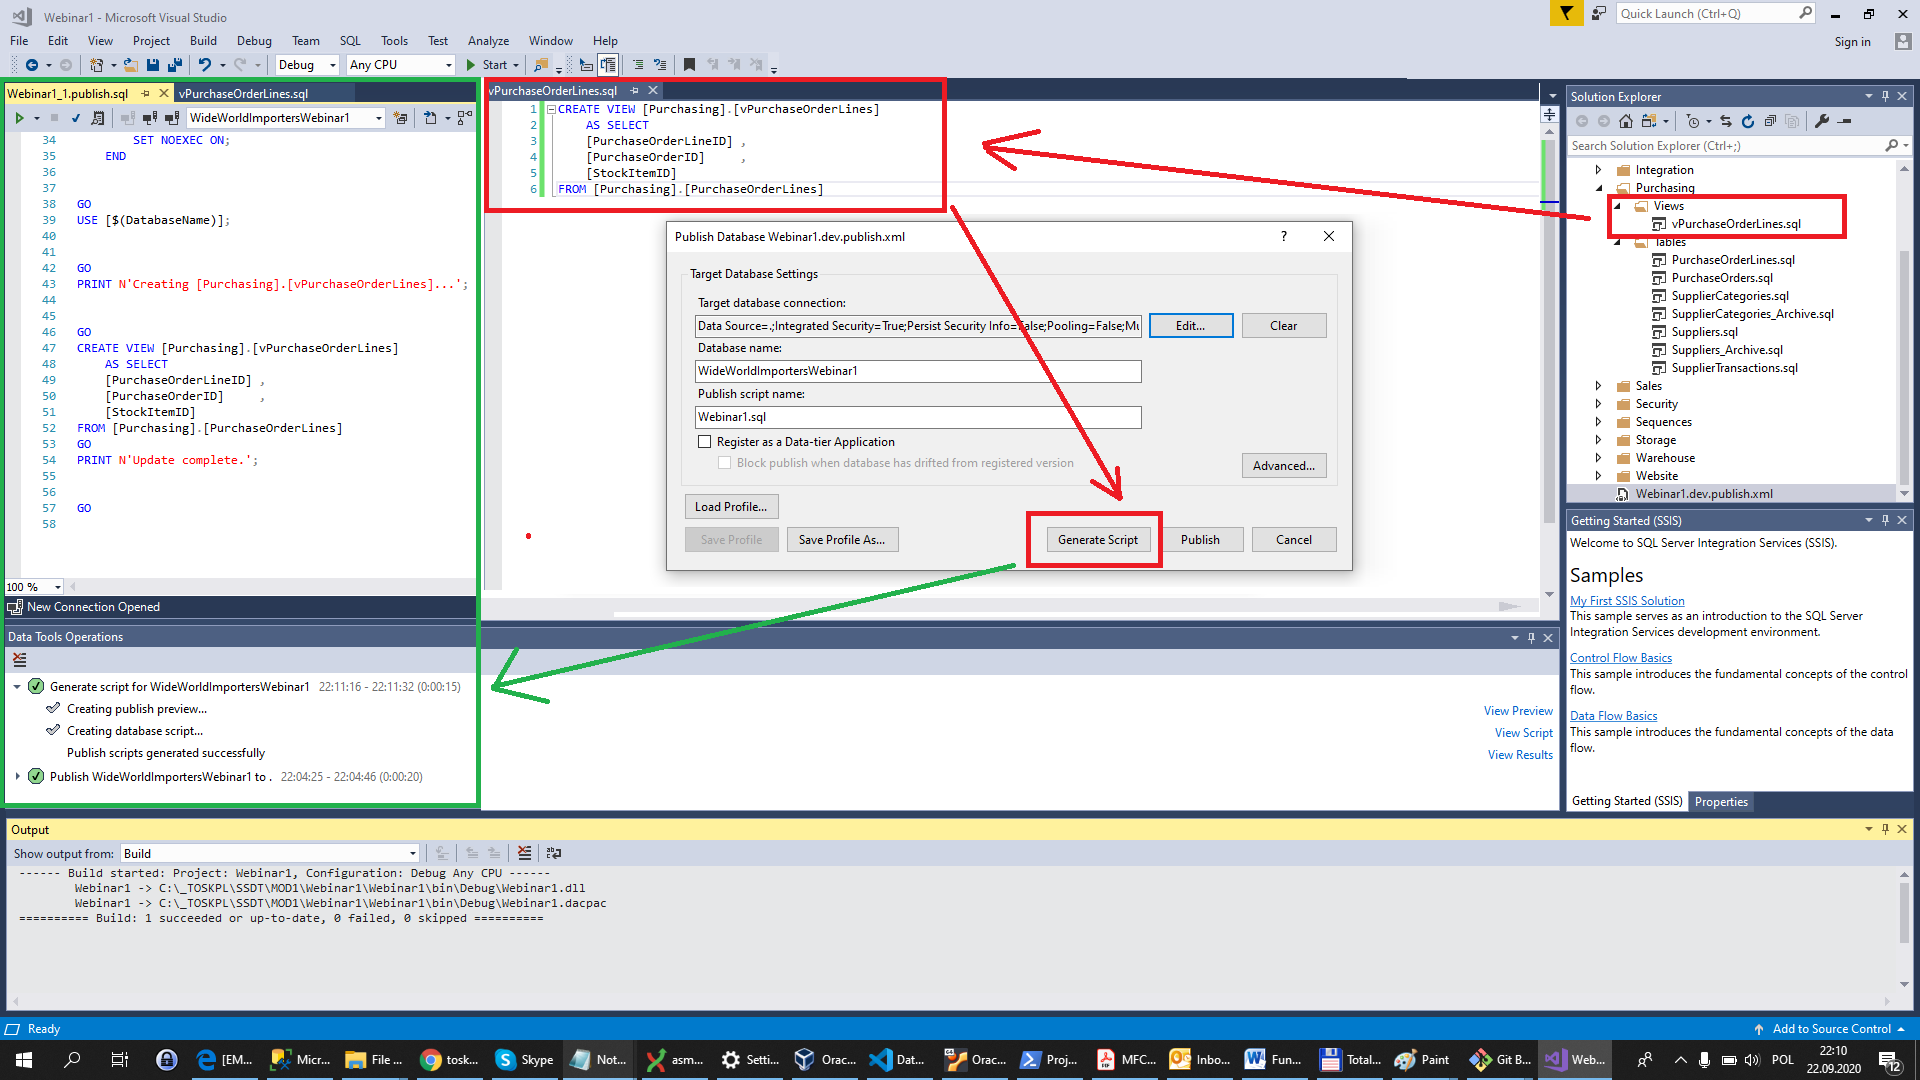 Webinar1 - Microsoft Visual Studio
Quick Launch (Ctrl+Q)
File Edit View Project Build Debug Team SQL Tools Test Analyze Window Help
Sign in
Debug Any CPU Start
Webinar1_1.publish.sql vPurchaseOrderLines.sql
WideWorldImportersWebinar1
34 SET NOEXEC ON;
35 END
36
37
38 GO
39 USE [$(DatabaseName)];
40
41
42 GO
43 PRINT N'Creating [Purchasing].[vPurchaseOrderLines]...';
44
45
46 GO
47 CREATE VIEW [Purchasing].[vPurchaseOrderLines]
48 AS SELECT
49 [PurchaseOrderLineID] ,
50 [PurchaseOrderID] ,
51 [StockItemID]
52 FROM [Purchasing].[PurchaseOrderLines]
53 GO
54 PRINT N'Update complete.';
55
56
57 GO
58
100 %
New Connection Opened
vPurchaseOrderLines.sql
1 CREATE VIEW [Purchasing].[vPurchaseOrderLines]
2 AS SELECT
3 [PurchaseOrderLineID] ,
4 [PurchaseOrderID] ,
5 [StockItemID]
6 FROM [Purchasing].[PurchaseOrderLines]
Publish Database Webinar1.dev.publish.xml
?
Target Database Settings
Target database connection:
Data Source=.;Integrated Security=True;Persist Security Info=False;Pooling=False;Mu
Edit... Clear
Database name:
WideWorldImportersWebinar1
Publish script name:
Webinar1.sql
Register as a Data-tier Application
Block publish when database has drifted from registered version
Advanced...
Load Profile...
Save Profile Save Profile As... Generate Script Publish Cancel
Solution Explorer
Search Solution Explorer (Ctrl+;)
Integration
Purchasing
Views
vPurchaseOrderLines.sql
Tables
PurchaseOrderLines.sql
PurchaseOrders.sql
SupplierCategories.sql
SupplierCategories_Archive.sql
Suppliers.sql
Suppliers_Archive.sql
SupplierTransactions.sql
Sales
Security
Sequences
Storage
Warehouse
Website
Webinar1.dev.publish.xml
Getting Started (SSIS)
Welcome to SQL Server Integration Services (SSIS).
Samples
My First SSIS Solution
This sample serves as an introduction to the SQL Server
Integration Services development environment.
Control Flow Basics
This sample introduces the fundamental concepts of the control
flow.
Data Flow Basics
This sample introduces the fundamental concepts of the data
flow.
Getting Started (SSIS) Properties
Data Tools Operations
Generate script for WideWorldImportersWebinar1 22:11:16 - 22:11:32 (0:00:15)
Creating publish preview...
View Preview
Creating database script...
View Script
Publish scripts generated successfully
View Results
Publish WideWorldImportersWebinar1 to . 22:04:25 - 22:04:46 (0:00:20)
Output
Show output from: Build
------ Build started: Project: Webinar1, Configuration: Debug Any CPU ------
Webinar1 -> C:\_TOSKPL\SSDT\MOD1\Webinar1\Webinar1\bin\Debug\Webinar1.dll
Webinar1 -> C:\_TOSKPL\SSDT\MOD1\Webinar1\Webinar1\bin\Debug\Webinar1.dacpac
========== Build: 1 succeeded or up-to-date, 0 failed, 0 skipped ==========
Ready
Add to Source Control
[EM... Micr... File ... tosk... Skype Not... asm... Setti... Orac... Dat... Orac... Proj... MFC... Inbo... Fun... Total... Paint Git B... Web...
POL
22:10
22.09.2020
12